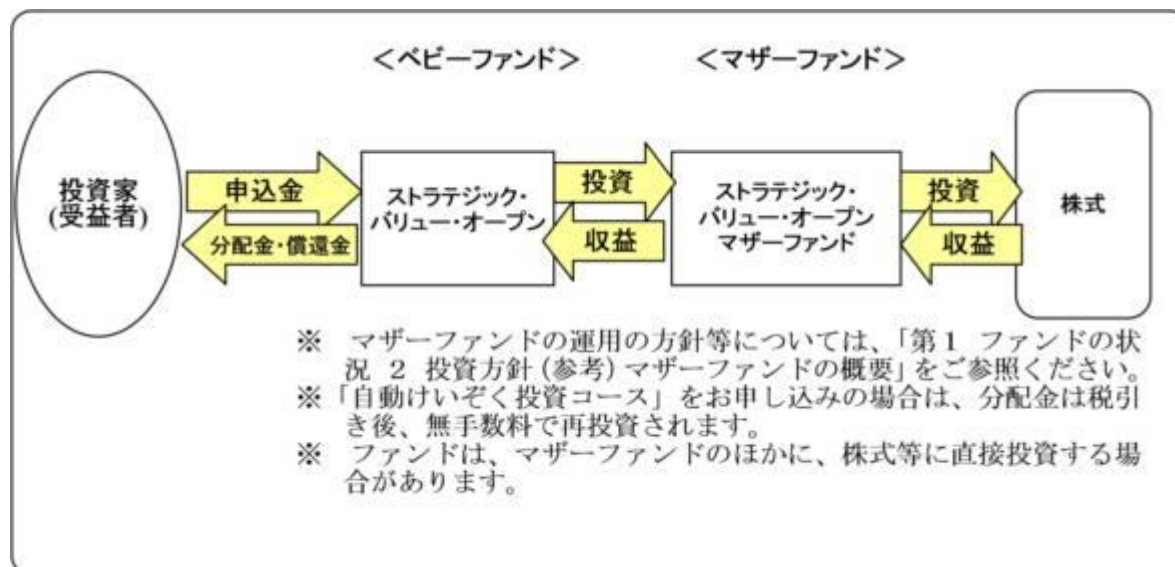 ＜ベビーファンド＞
＜マザーファンド＞
投資家
(受益者)
申込金
分配金・償還金
ストラテジック・
バリュー・オープン
投資
収益
ストラテジック・
バリュー・オープン
マザーファンド
投資
収益
株式
※　マザーファンドの運用の方針等については、「第１ ファンドの状
況 ２ 投資方針(参考)マザーファンドの概要」をご参照ください。
※「自動けいぞく投資コース」をお申し込みの場合は、分配金は税引
き後、無手数料で再投資されます。
※　ファンドは、マザーファンドのほかに、株式等に直接投資する場
合があります。